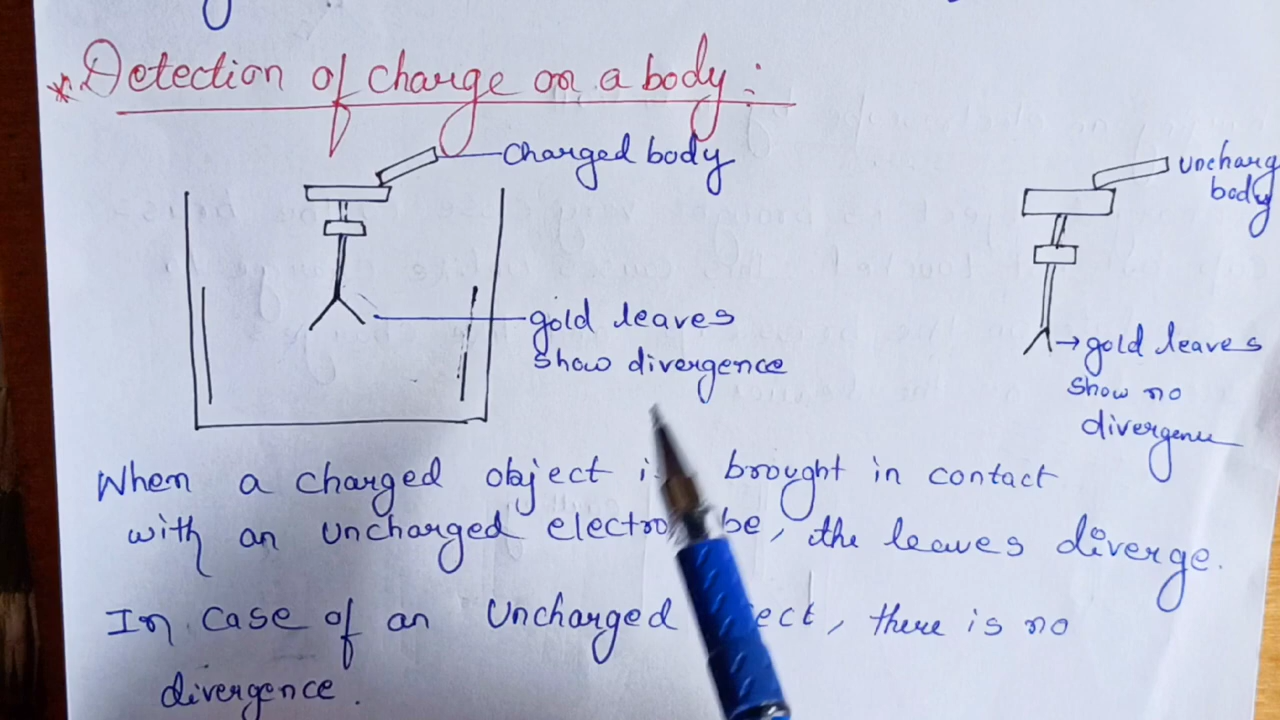 * Detection of charge on a body :
charged body
uncharg
body
gold leaves
show divergence
→ gold leaves
show no
divergence
When a charged object is brought in contact
with an uncharged electro be, the leaves diverge.
In case of an Uncharged ect, there is no
divergence.